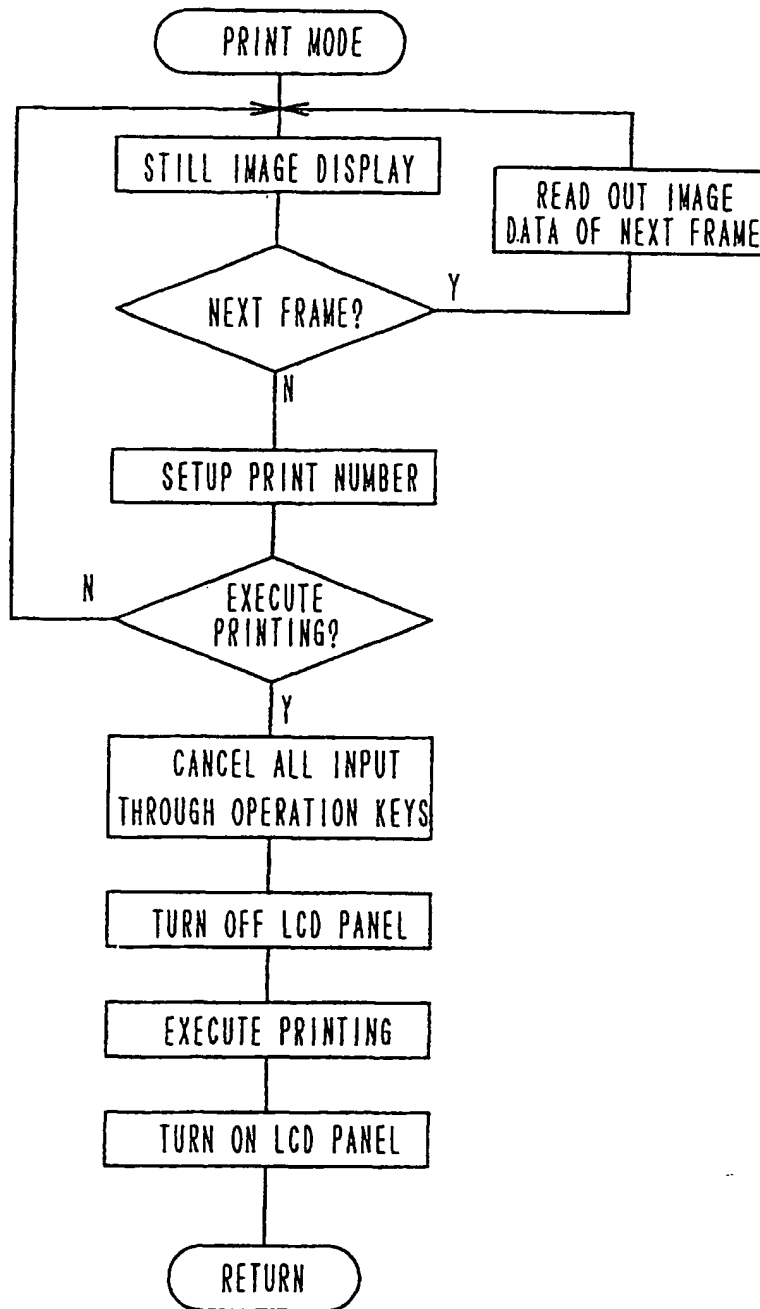 PRINT MODE
STILL IMAGE DISPLAY
READ OUT IMAGE
DATA OF NEXT FRAME
NEXT FRAME?
Y
N
SETUP PRINT NUMBER
N
EXECUTE
PRINTING?
Y
CANCEL ALL INPUT
THROUGH OPERATION KEYS
TURN OFF LCD PANEL
EXECUTE PRINTING
TURN ON LCD PANEL
RETURN